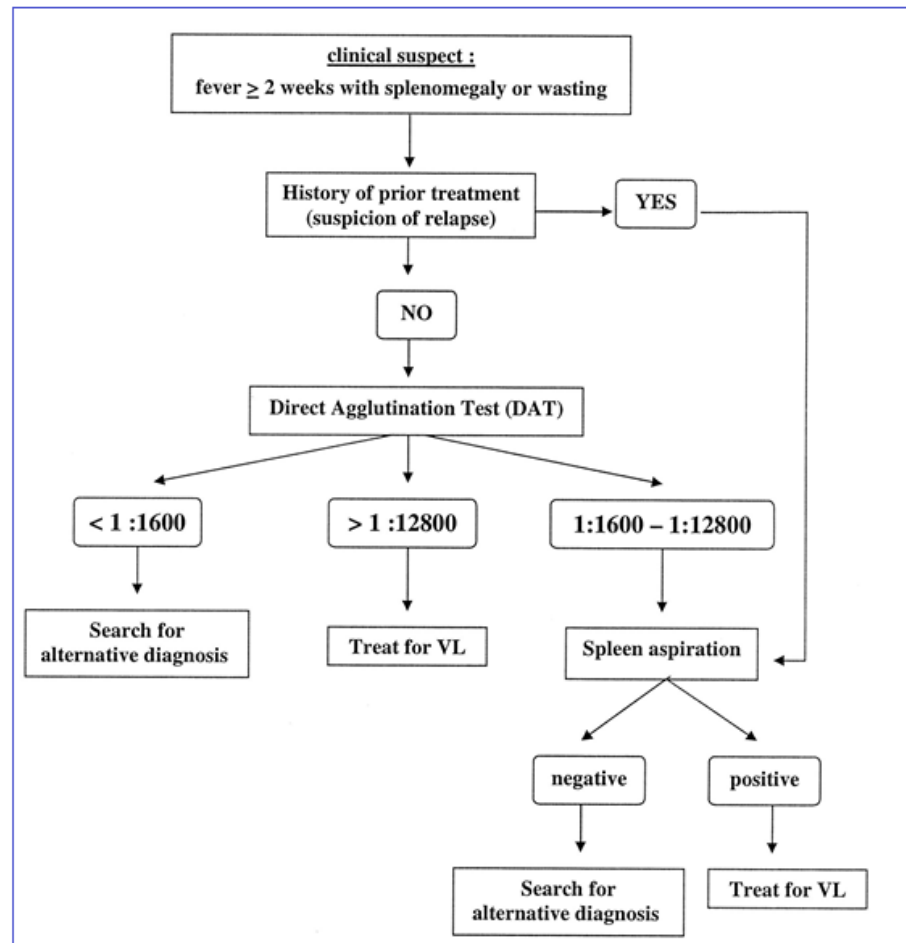 clinical suspect :
fever ≥ 2 weeks with splenomegaly or wasting
History of prior treatment
(suspicion of relapse)
YES
NO
Direct Agglutination Test (DAT)
< 1 :1600
> 1 :12800
1:1600 – 1:12800
Search for
alternative diagnosis
Treat for VL
Spleen aspiration
negative
positive
Search for
alternative diagnosis
Treat for VL